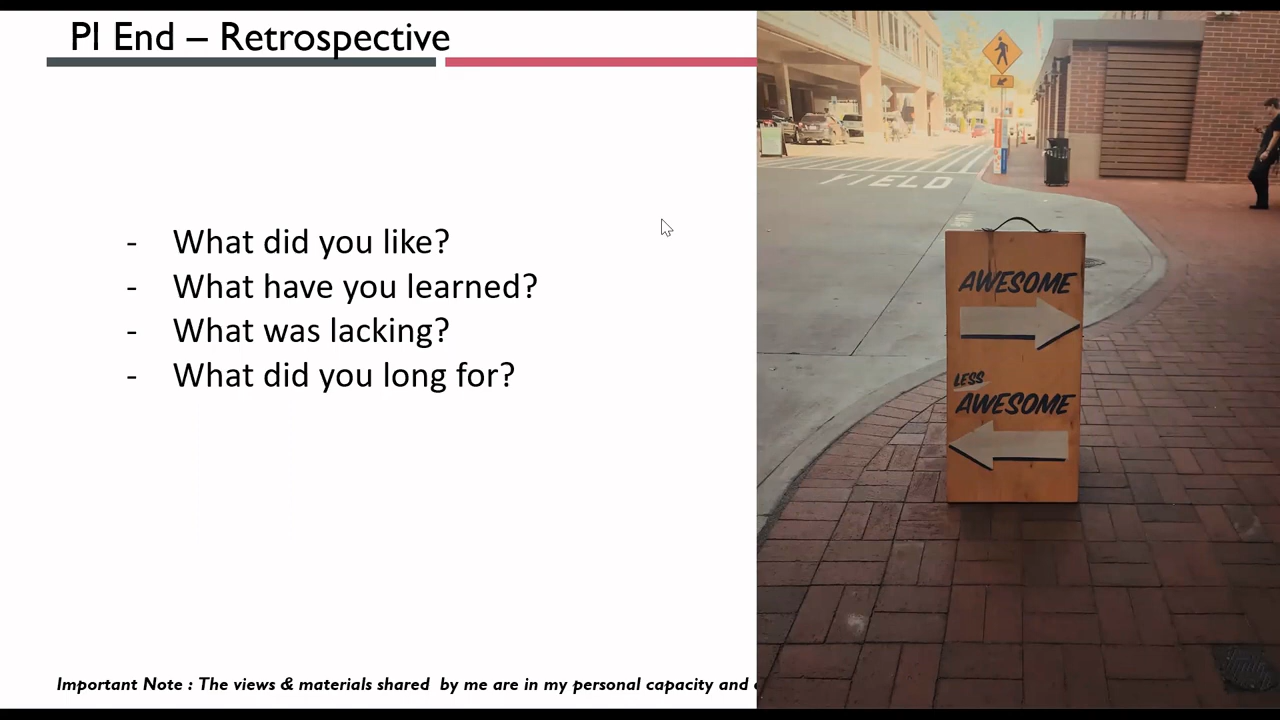 PI End – Retrospective
- What did you like?
- What have you learned?
- What was lacking?
- What did you long for?
Important Note : The views & materials shared by me are in my personal capacity and
YIELD
AWESOME
LESS
AWESOME